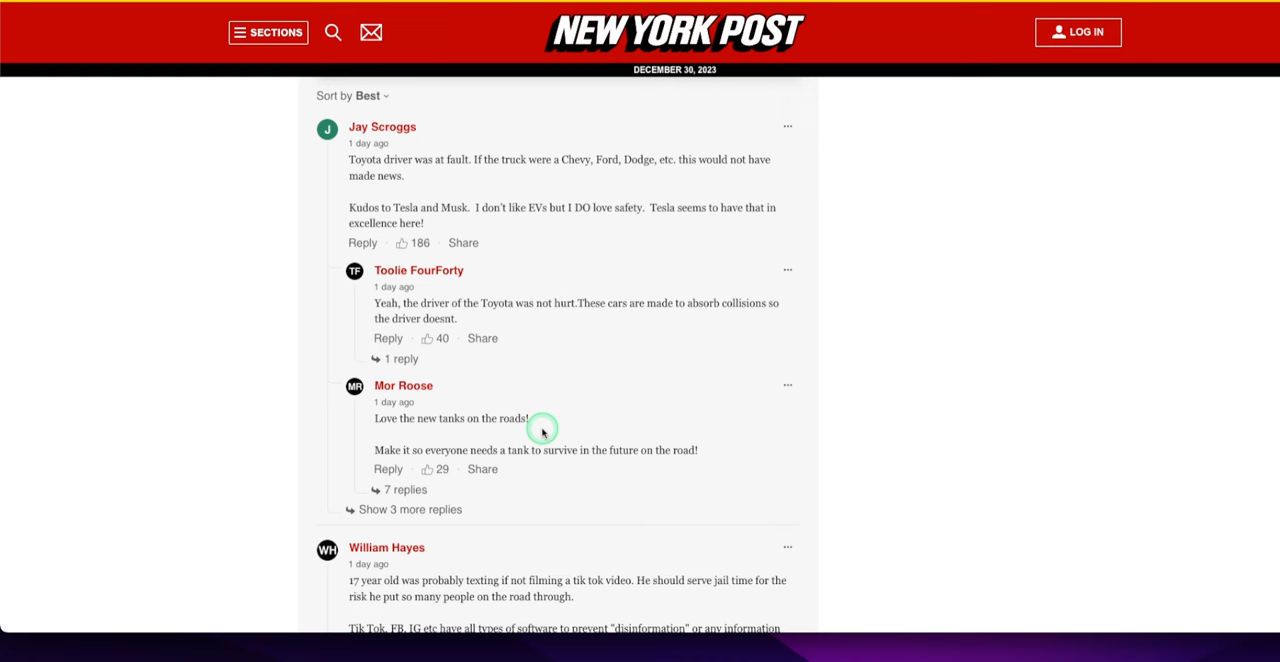 SECTIONS
NEW YORK POST
LOG IN
DECEMBER 30, 2023
Sort by Best
J
Jay Scroggs
1 day ago
Toyota driver was at fault. If the truck were a Chevy, Ford, Dodge, etc. this would not have
made news.
Kudos to Tesla and Musk. I don't like EVs but I DO love safety. Tesla seems to have that in
excellence here!
Reply · 186 · Share
TF
Toolie FourForty
1 day ago
Yeah, the driver of the Toyota was not hurt.These cars are made to absorb collisions so
the driver doesnt.
Reply · 40 · Share
1 reply
MR
Mor Roose
1 day ago
Love the new tanks on the roads!
Make it so everyone needs a tank to survive in the future on the road!
Reply · 29 · Share
7 replies
Show 3 more replies
WH
William Hayes
1 day ago
17 year old was probably texting if not filming a tik tok video. He should serve jail time for the
risk he put so many people on the road through.
Tik Tok, FB, IG etc have all types of software to prevent "disinformation" or any information